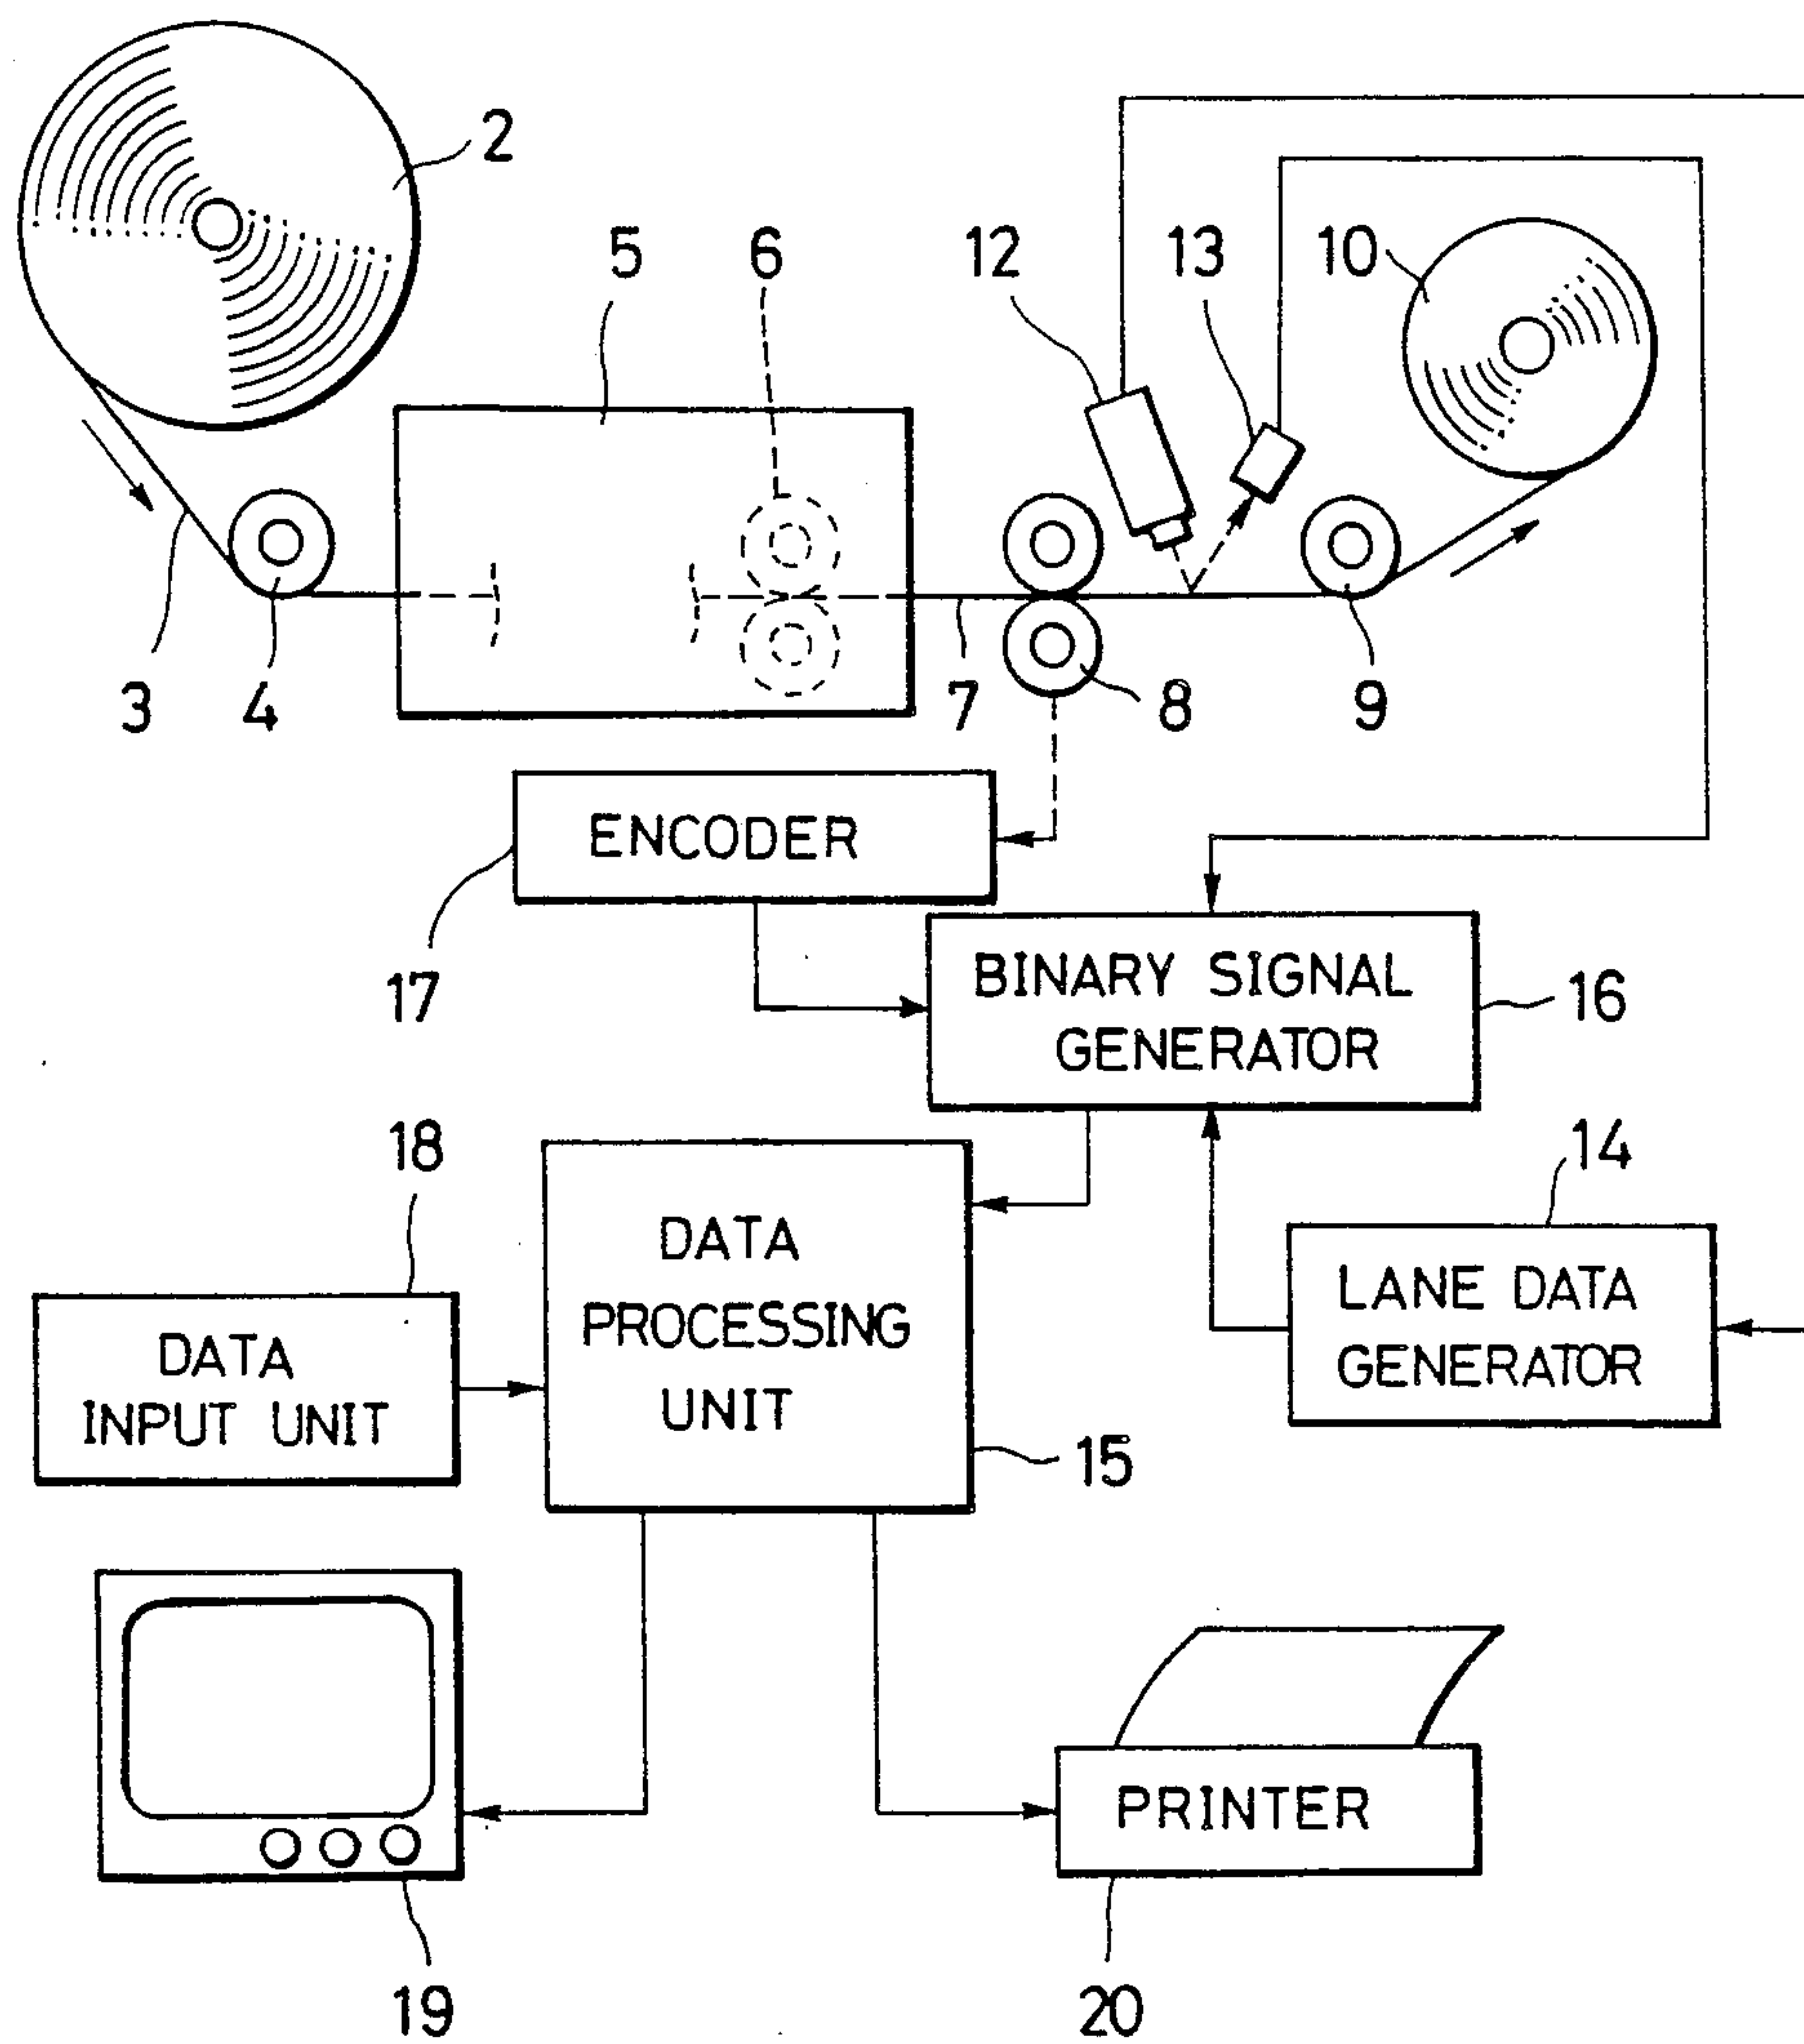 2
5
6
12
13
10
3
4
7
8
9
ENCODER
17
BINARY SIGNAL
GENERATOR
16
18
14
DATA
PROCESSING
UNIT
LANE DATA
GENERATOR
DATA
INPUT UNIT
15
PRINTER
19
20